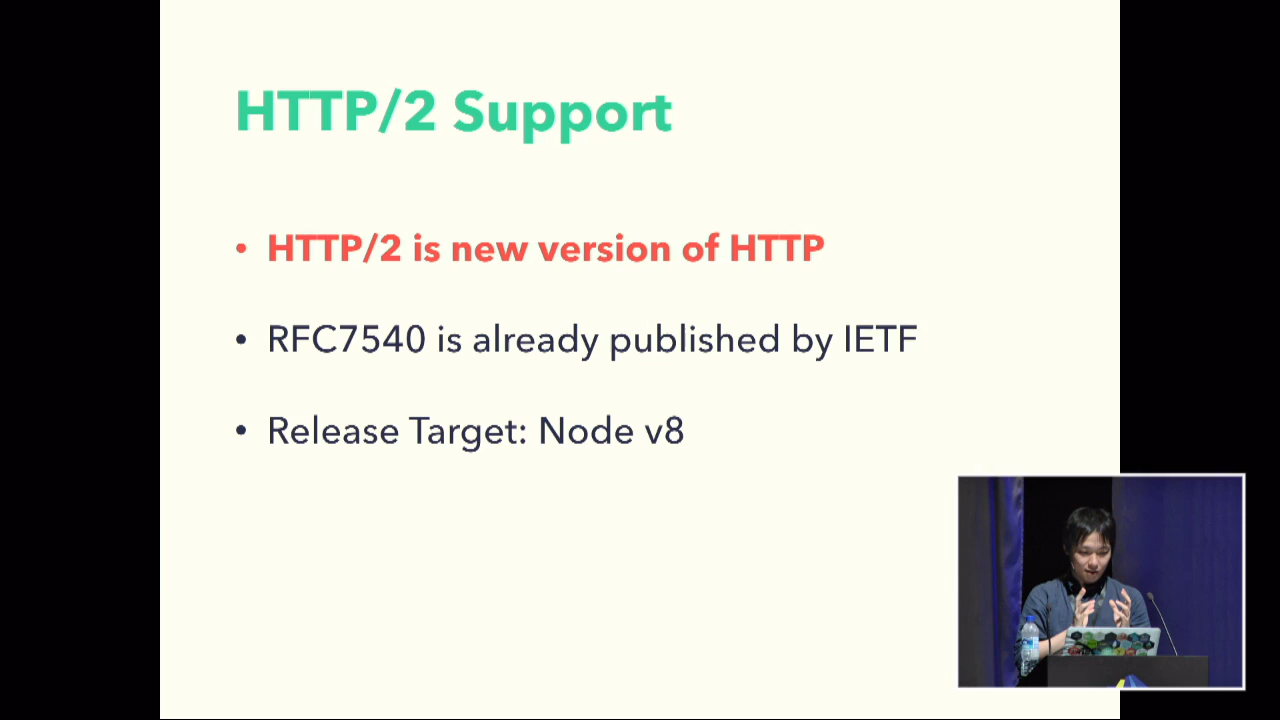 HTTP/2 Support
• HTTP/2 is new version of HTTP
• RFC7540 is already published by IETF
• Release Target: Node v8